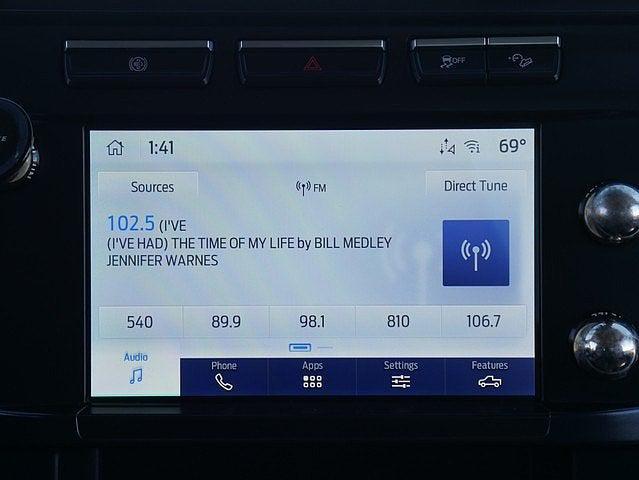 OFF
1:41
69°
Sources
FM
Direct Tune
102.5 (I'VE
(I'VE HAD) THE TIME OF MY LIFE by BILL MEDLEY
JENNIFER WARNES
540 89.9 98.1 810 106.7
Audio Phone Apps Settings Features